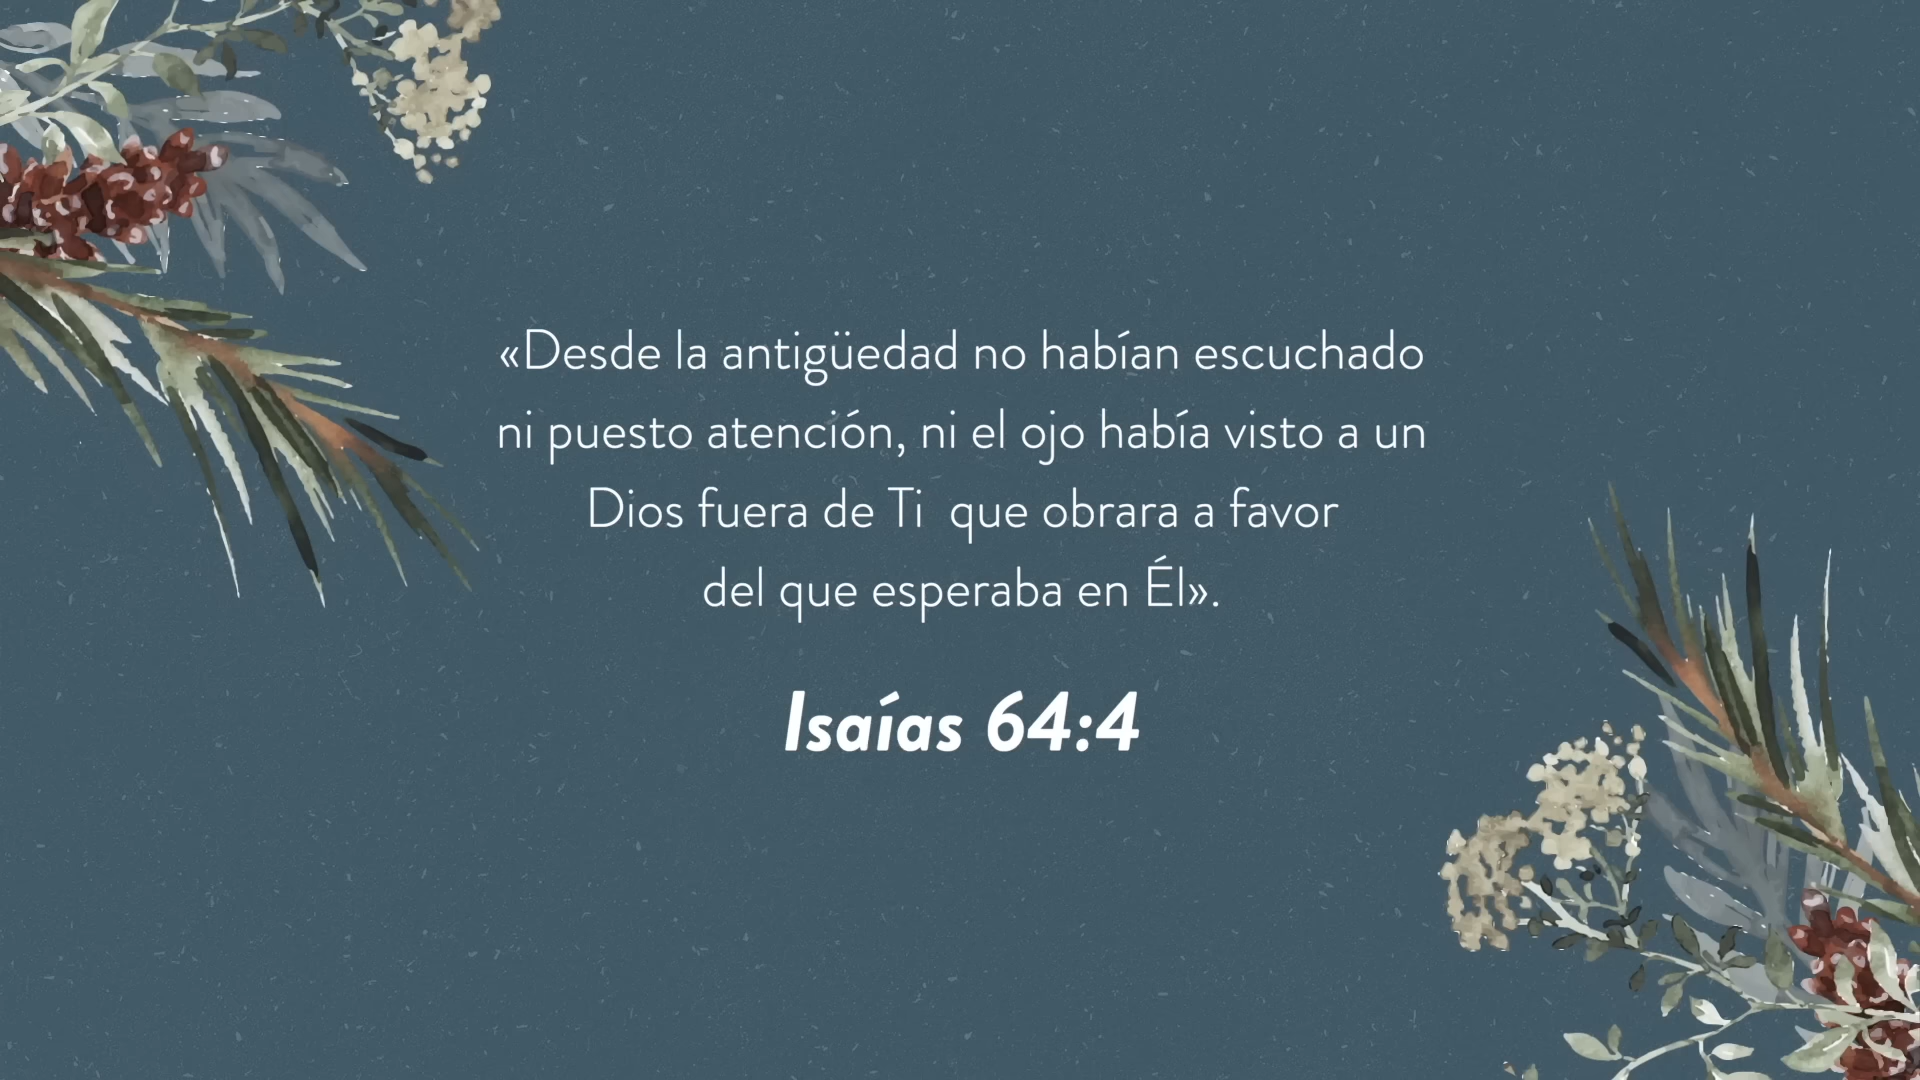 «Desde la antigüedad no habían escuchado
ni puesto atención, ni el ojo había visto a un
Dios fuera de Ti  que obrara a favor
del que esperaba en Él».
Isaías 64:4